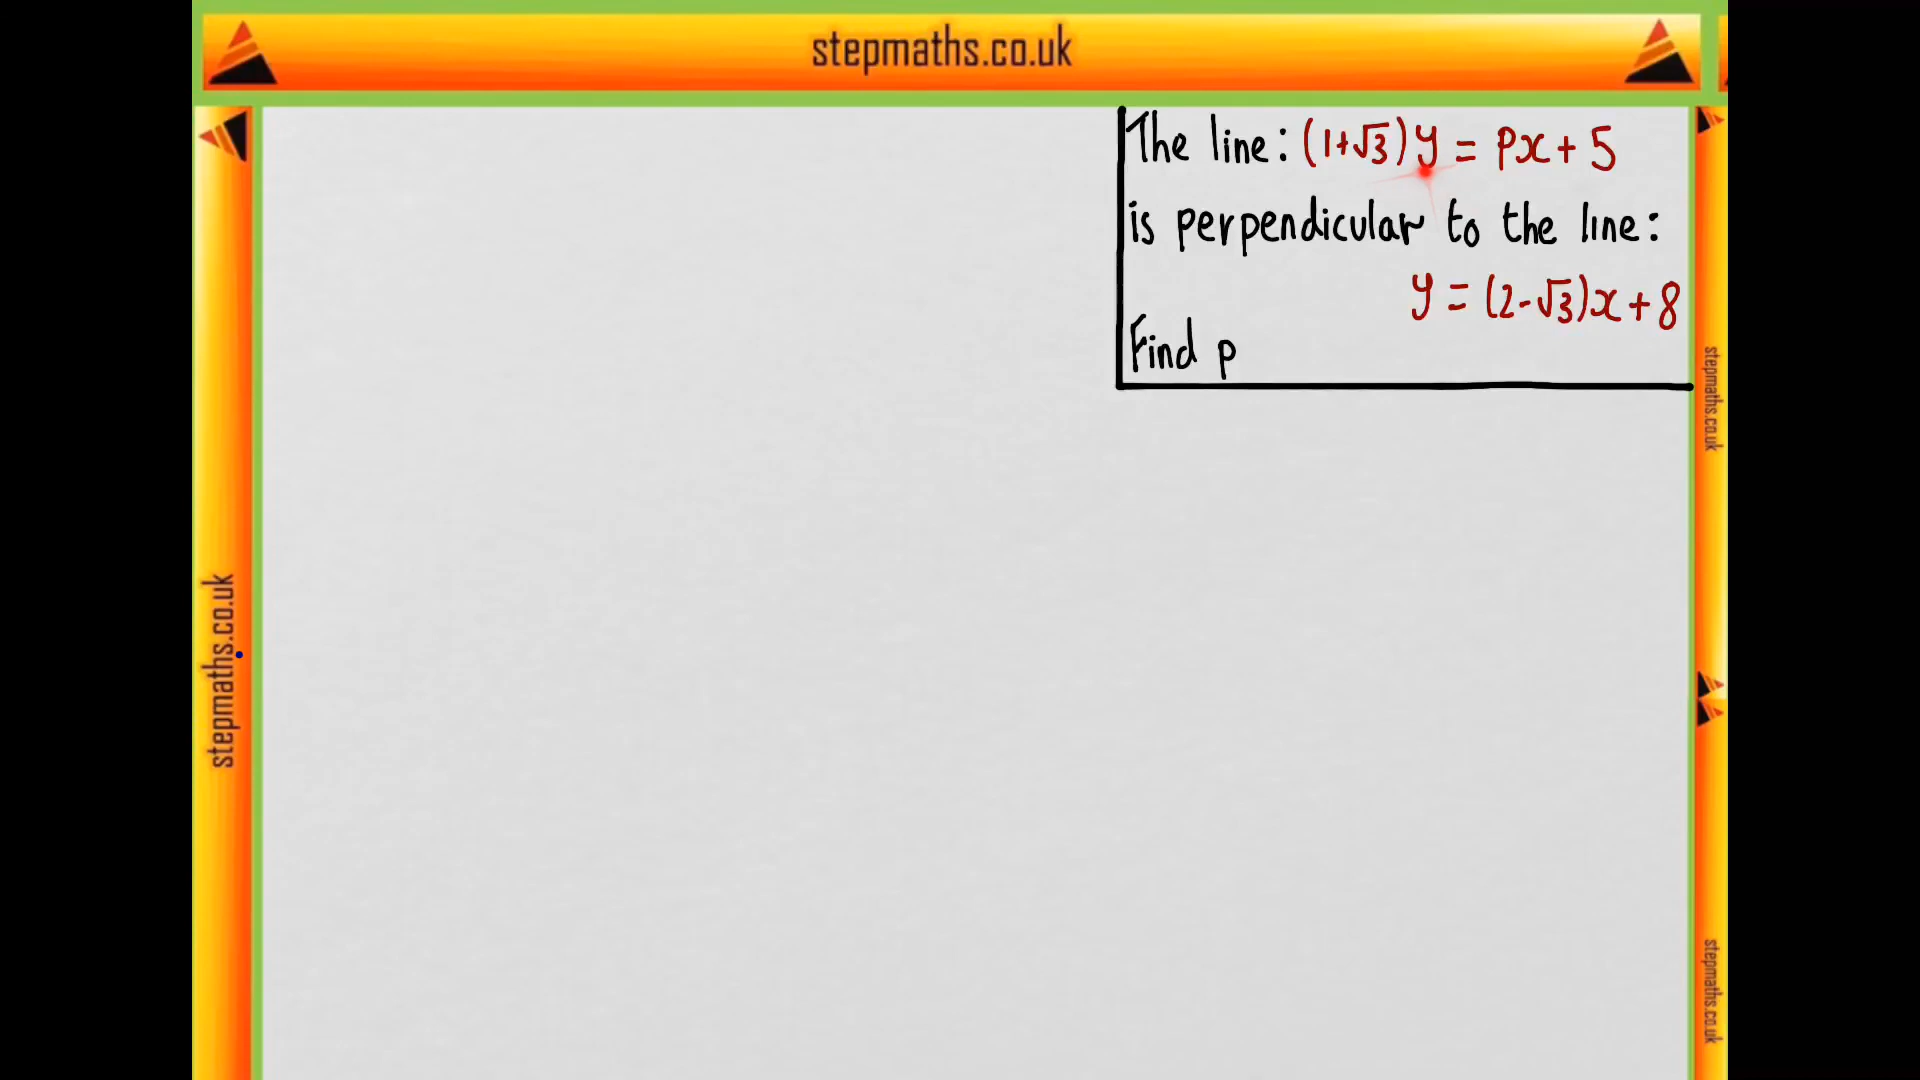 stepmaths.co.uk
The line: (1+√3)y = px + 5
is perpendicular to the line:
y = (2-√3)x + 8
Find p
stepmaths.co.uk
stepmaths.co.uk
stepmaths.co.uk